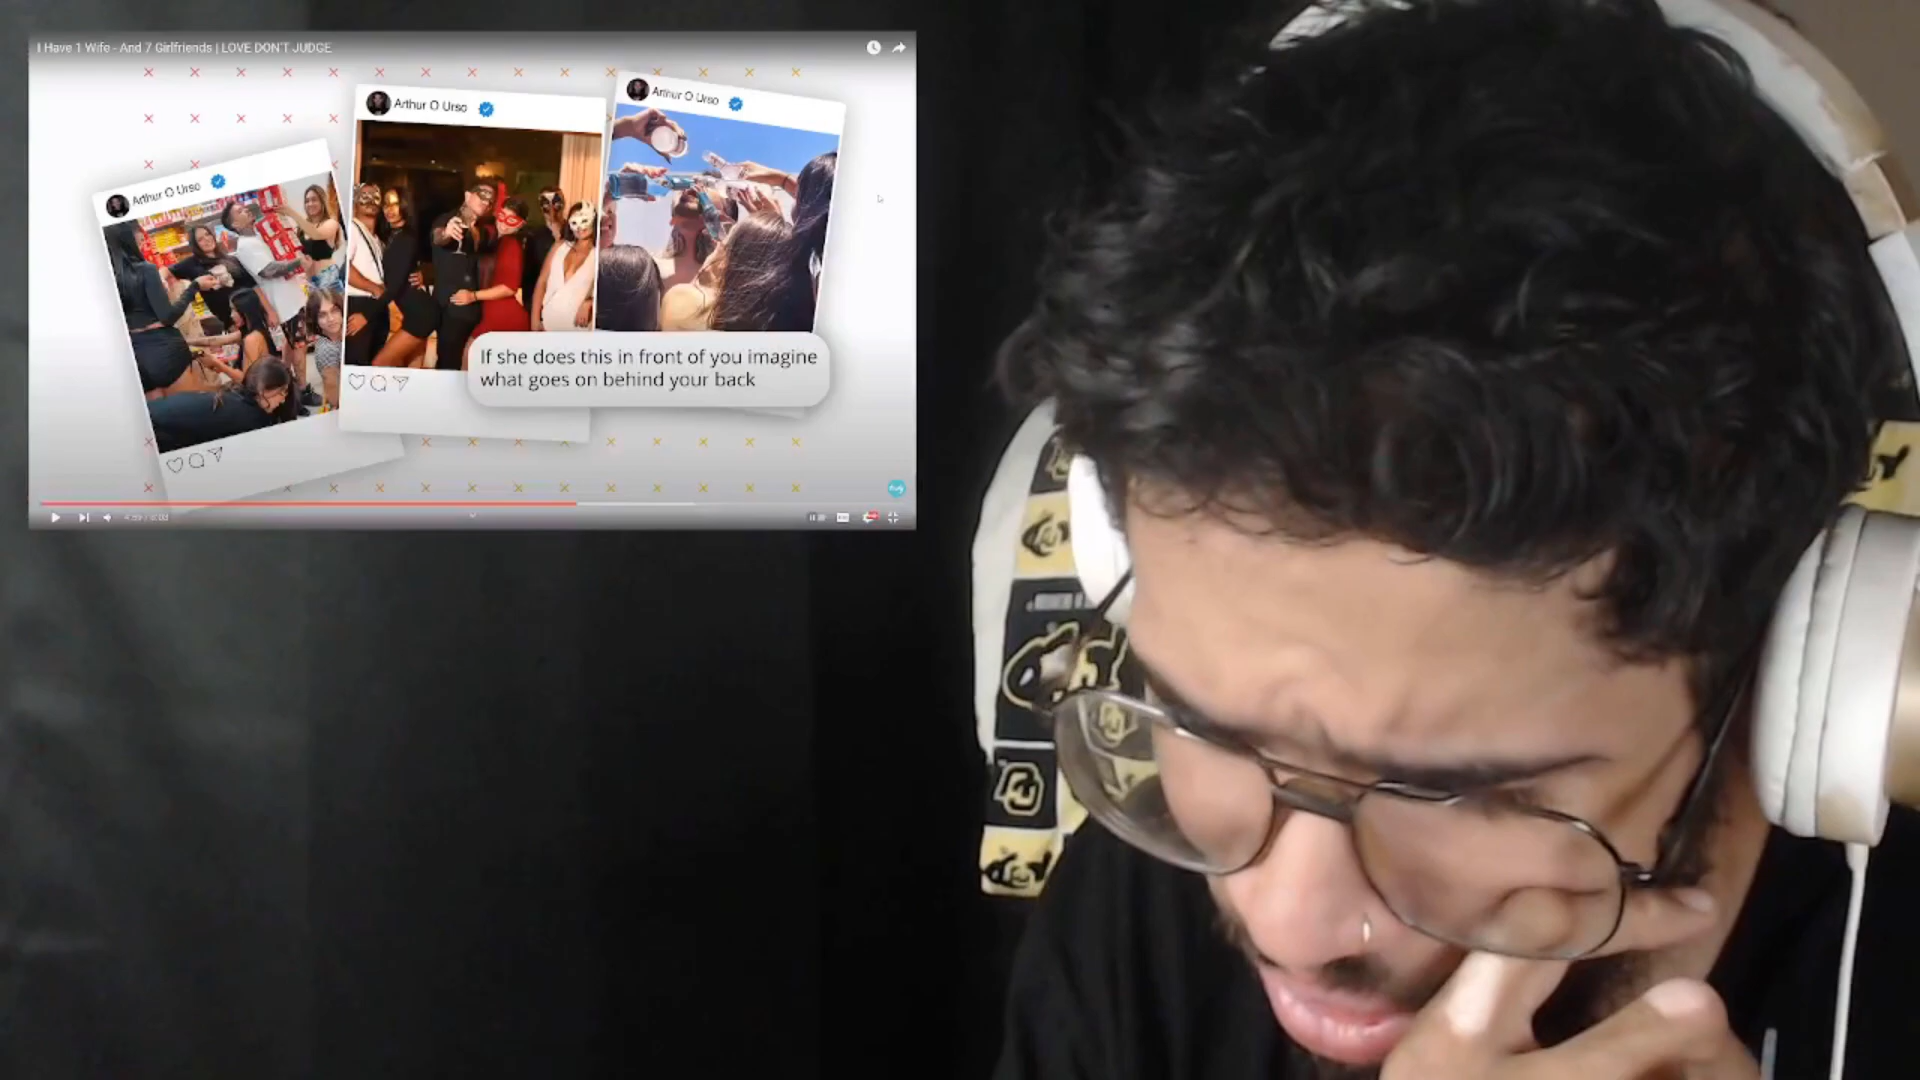 I Have 1 Wife - And 7 Girlfriends | LOVE DON'T JUDGE
Arthur O Urso
Arthur O Urso
Arthur O Urso
If she does this in front of you imagine
what goes on behind your back